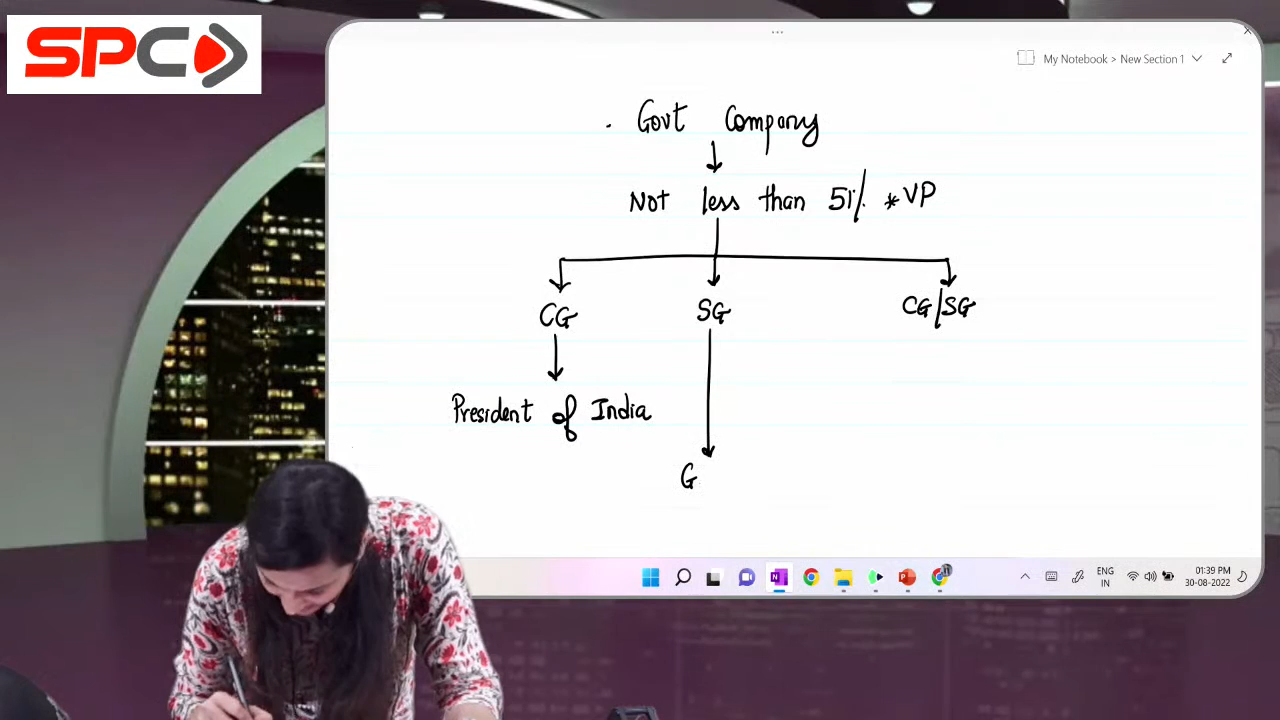 SPC
My Notebook > New Section 1
Govt Company
Not less than 51% *VP
CG SG CG/SG
President of India
G
ENG
IN
01:39 PM
30-08-2022